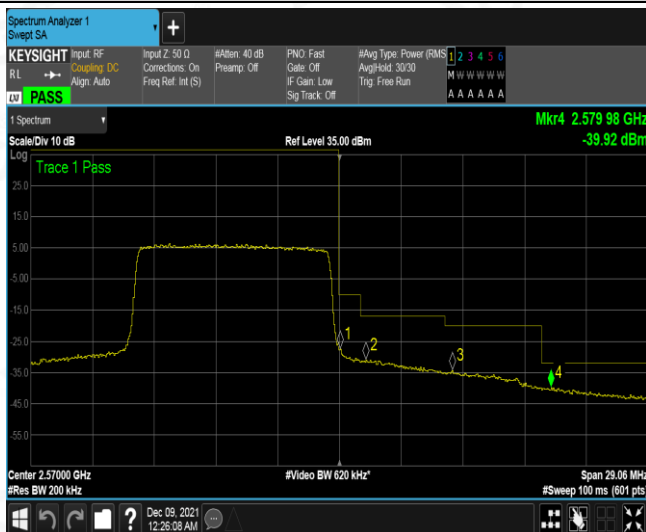 Spectrum Analyzer 1
Swept SA
+
KEYSIGHT
RL
LXI PASS
Input: RF
Coupling: DC
Align: Auto
Input Z: 50 Ω
Corrections: On
Freq Ref: Int (S)
#Atten: 40 dB
Preamp: Off
PNO: Fast
Gate: Off
IF Gain: Low
Sig Track: Off
#Avg Type: Power (RMS
Avg|Hold: 30/30
Trig: Free Run
1 2 3 4 5 6
M W W W W W
A A A A A A
1 Spectrum
Mkr4 2.579 98 GHz
Scale/Div 10 dB
Ref Level 35.00 dBm
-39.92 dBm
Log
Trace 1 Pass
25.0
15.0
5.00
-5.00
-15.0
-25.0
-35.0
-45.0
-55.0
1
2
3
4
Center 2.57000 GHz
#Video BW 620 kHz*
Span 29.06 MHz
#Res BW 200 kHz
#Sweep 100 ms (601 pts)
?
Dec 09, 2021
12:26:08 AM